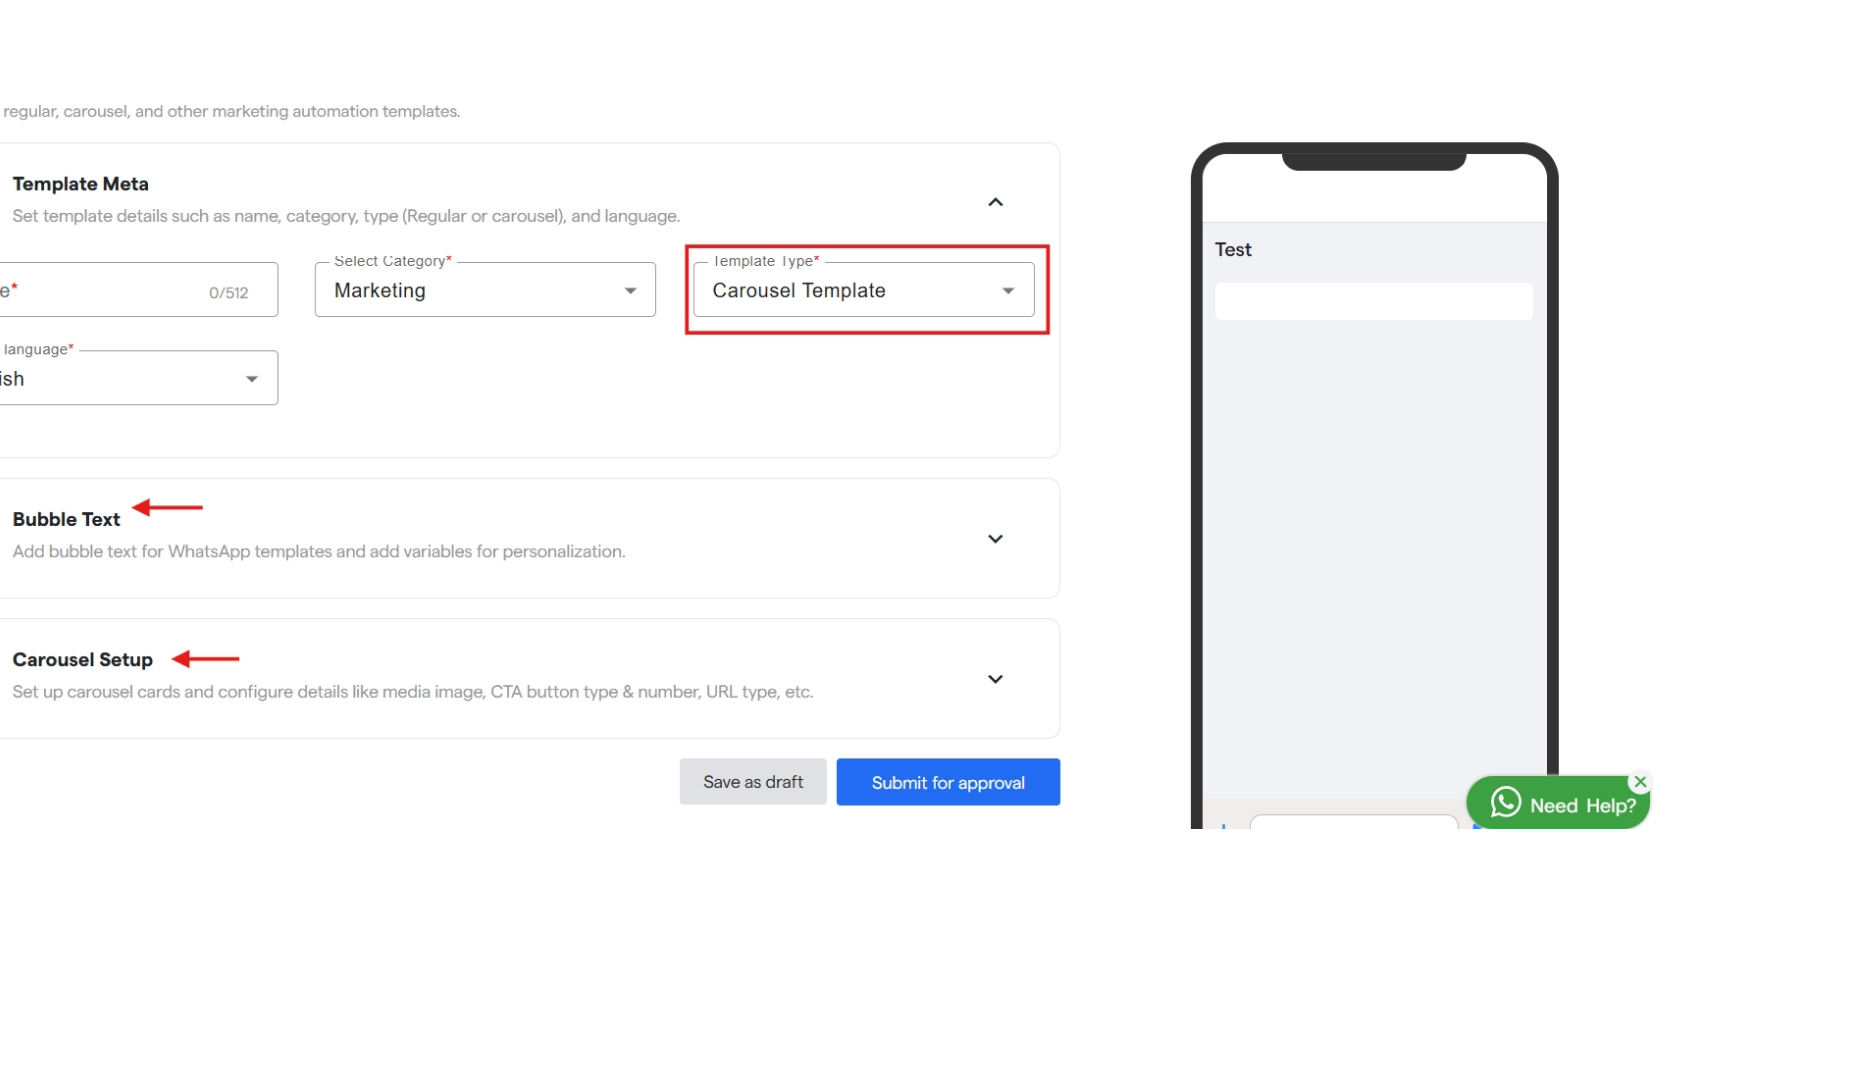 regular, carousel, and other marketing automation templates.
Template Meta
Set template details such as name, category, type (Regular or carousel), and language.
e*
0/512
Select Category*
Marketing
Template Type*
Carousel Template
language*
ish
Bubble Text
Add bubble text for WhatsApp templates and add variables for personalization.
Carousel Setup
Set up carousel cards and configure details like media image, CTA button type & number, URL type, etc.
Save as draft
Submit for approval
Test
Need Help?